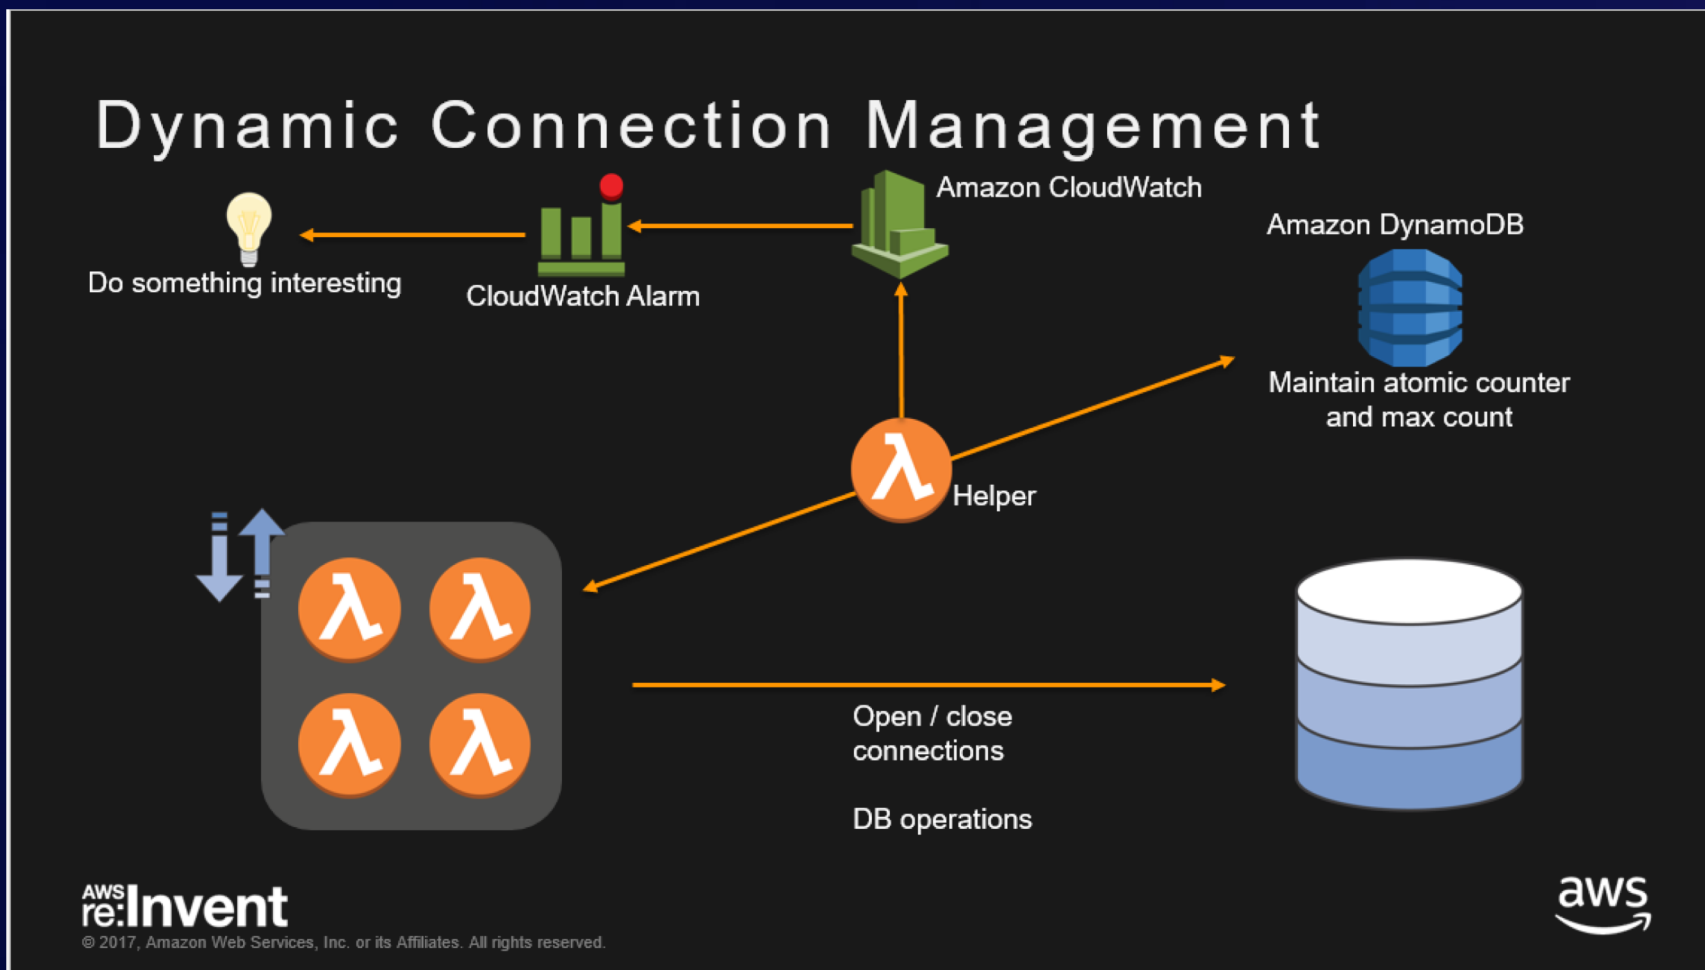 Dynamic Connection Management
Amazon CloudWatch
Amazon DynamoDB
Do something interesting
CloudWatch Alarm
Maintain atomic counter
and max count
Helper
Open / close
connections
DB operations
AWS
re:Invent
© 2017, Amazon Web Services, Inc. or its Affiliates. All rights reserved.
aws